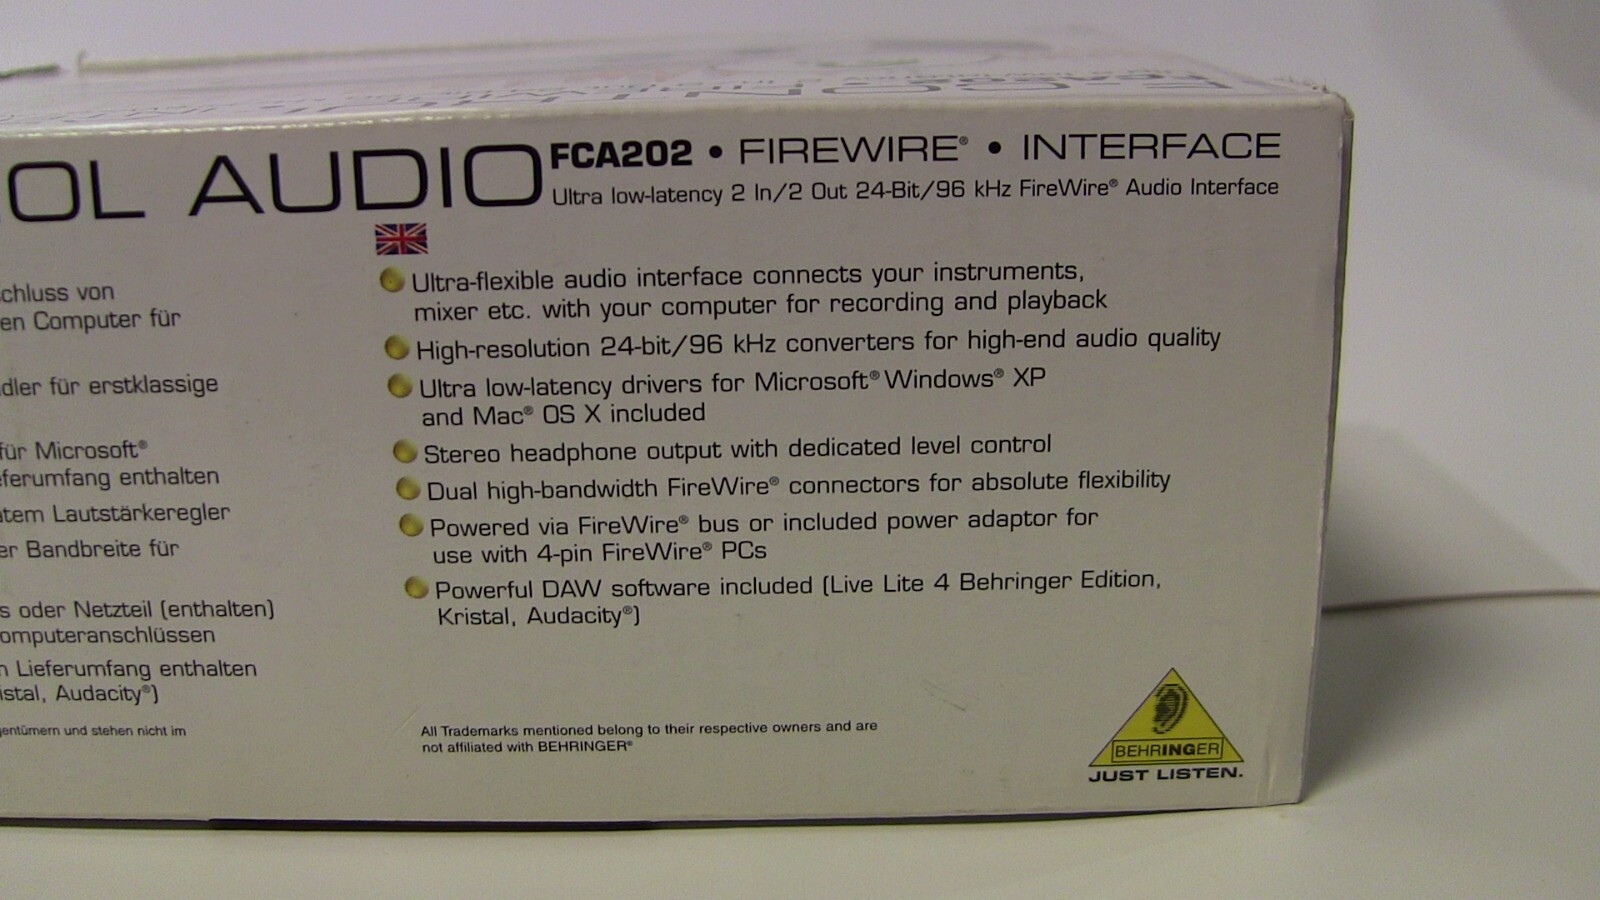 OL AUDIO FCA202 • FIREWIRE® • INTERFACE
Ultra low-latency 2 In/2 Out 24-Bit/96 kHz FireWire® Audio Interface
chluss von
en Computer für
dler für erstklassige
für Microsoft®
eferumfang enthalten
atem Lautstärkeregler
er Bandbreite für
s oder Netzteil (enthalten)
omputeranschlüssen
n Lieferumfang enthalten
istal, Audacity®)
gentümern und stehen nicht im
Ultra-flexible audio interface connects your instruments,
mixer etc. with your computer for recording and playback
High-resolution 24-bit/96 kHz converters for high-end audio quality
Ultra low-latency drivers for Microsoft® Windows® XP
and Mac® OS X included
Stereo headphone output with dedicated level control
Dual high-bandwidth FireWire® connectors for absolute flexibility
Powered via FireWire® bus or included power adaptor for
use with 4-pin FireWire® PCs
Powerful DAW software included (Live Lite 4 Behringer Edition,
Kristal, Audacity®)
All Trademarks mentioned belong to their respective owners and are
not affiliated with BEHRINGER®
BEHRINGER
JUST LISTEN.